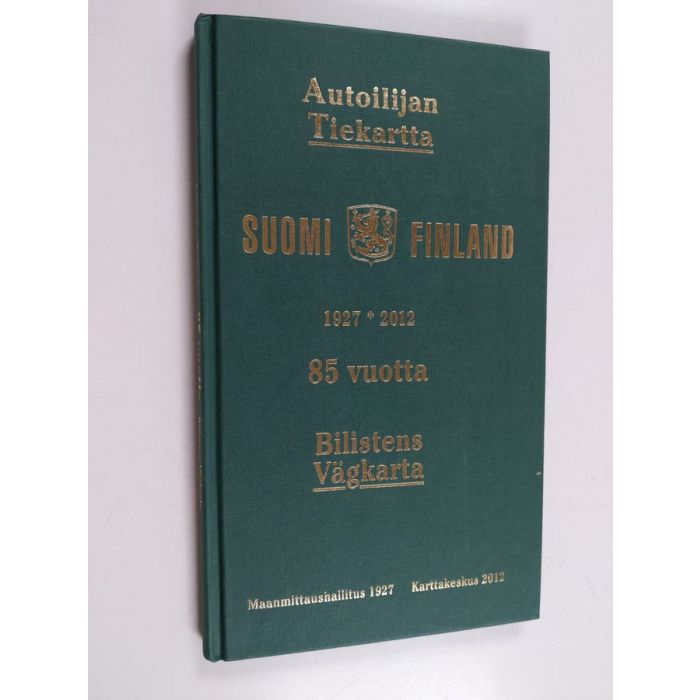 Autoilijan
Tiekartta
SUOMI FINLAND
1927 * 2012
85 vuotta
Bilistens
Vägkarta
Maanmittaushallitus 1927 Karttakeskus 2012